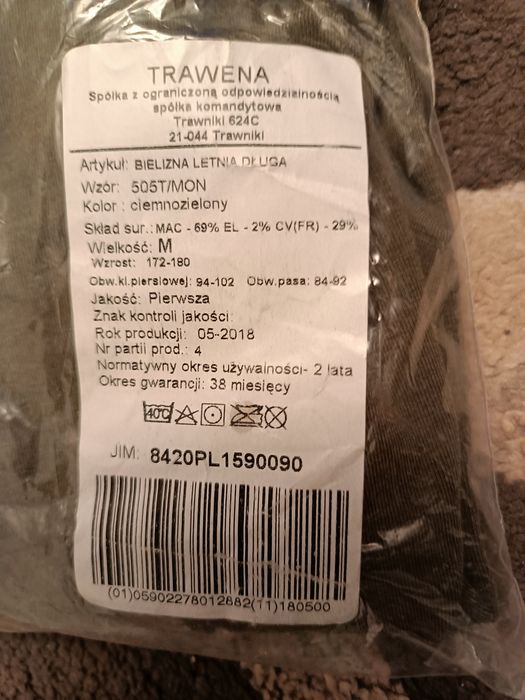 TRAWENA
Spółka z ograniczoną odpowiedzialnością
spółka komandytowa
Trawniki 624C
21-044 Trawniki
Artykuł: BIELIZNA LETNIA DŁUGA
Wzór: 505T/MON
Kolor : ciemnozielony
Skład sur.: MAC - 69% EL - 2% CV(FR) - 29%
Wielkość: M
Wzrost: 172-180
Obw.kl.piersiowej: 94-102 Obw.pasa: 84-92
Jakość: Pierwsza
Znak kontroli jakości:
Rok produkcji: 05-2018
Nr partii prod.: 4
Normatywny okres używalności- 2 lata
Okres gwarancji: 38 miesięcy
40°C
JIM: 8420PL1590090
(01)05902278012882(11)180500